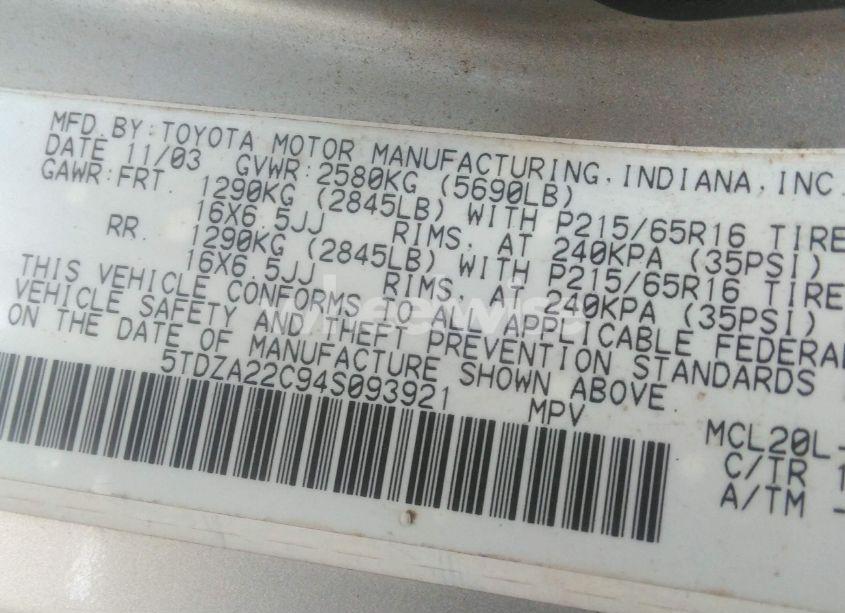 MFD.BY:TOYOTA MOTOR MANUFACTURING,INDIANA,INC.
DATE 11/03 GVWR:2580KG (5690LB)
GAWR:FRT. 1290KG (2845LB) WITH P215/65R16 TIRE
16X6.5JJ RIMS, AT 240KPA (35PSI)
RR. 1290KG (2845LB) WITH P215/65R16 TIRE
16X6.5JJ RIMS, AT 240KPA (35PSI)
THIS VEHICLE CONFORMS TO ALL APPLICABLE FEDERAL
VEHICLE SAFETY AND THEFT PREVENTION STANDARDS
ON THE DATE OF MANUFACTURE SHOWN ABOVE.
5TDZA22C94S093921 MPV
MCL20L-
C/TR 1
A/TM -
wheelwise